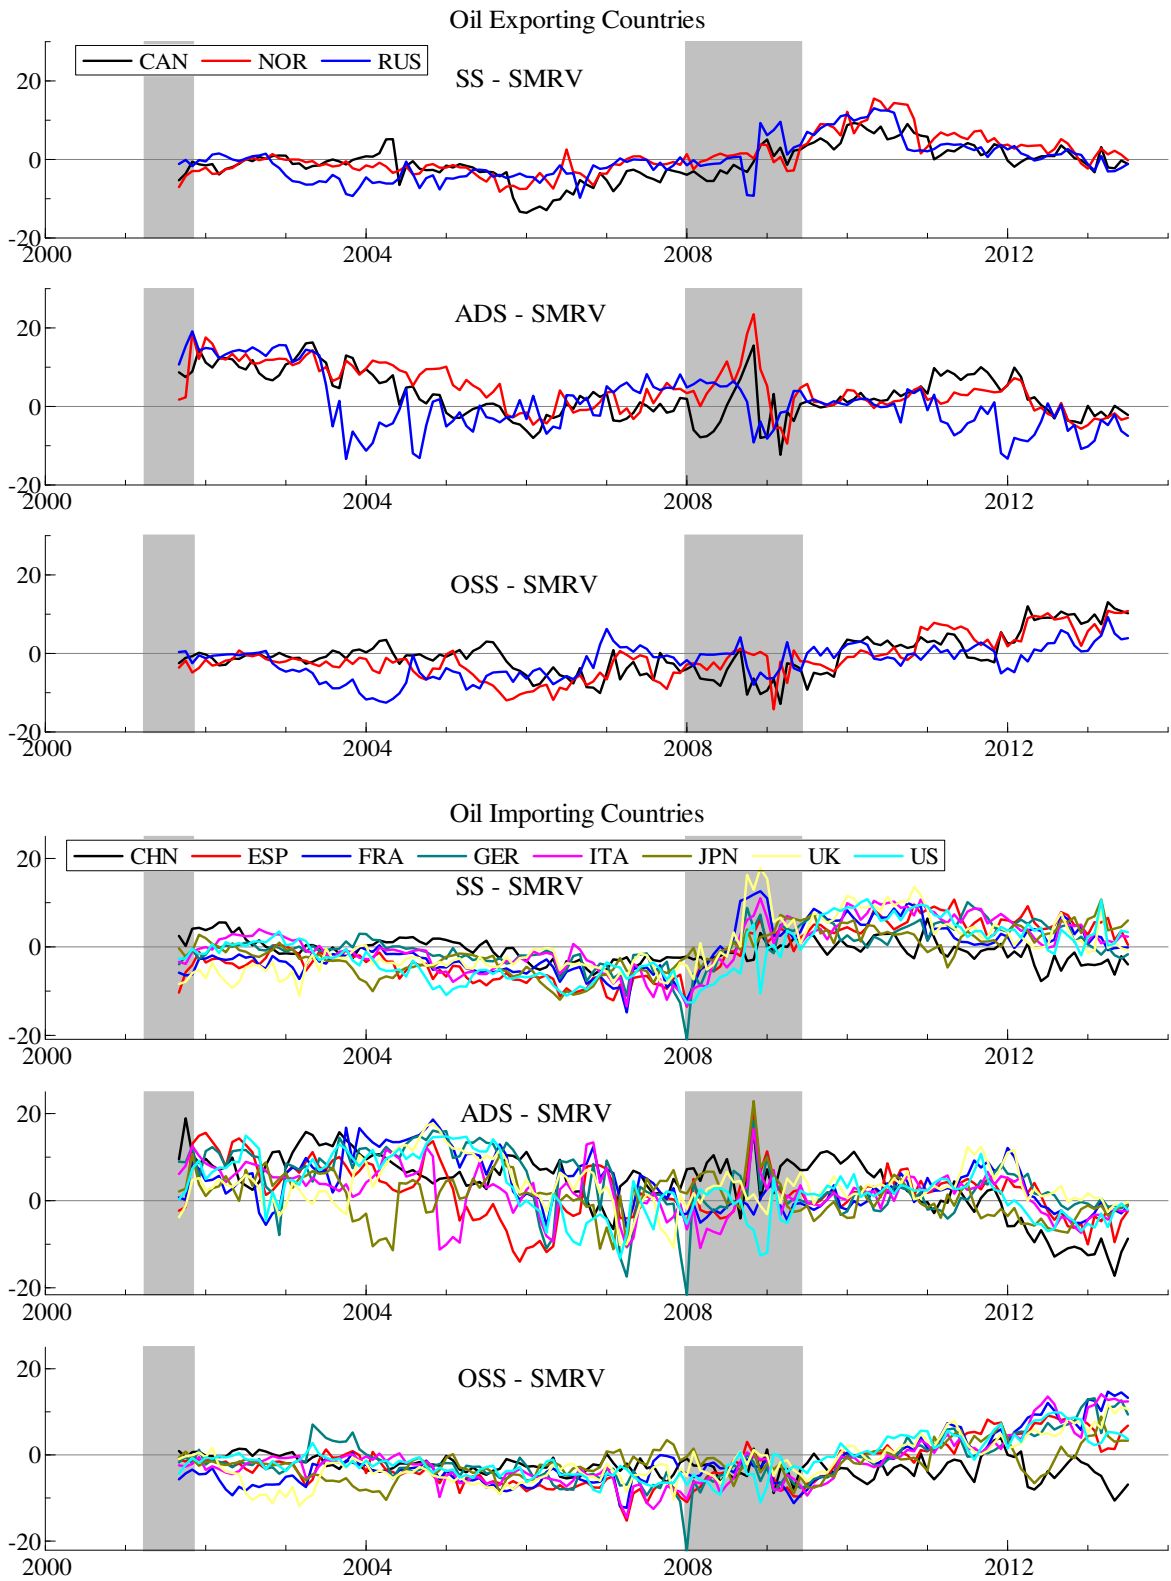 Oil Exporting Countries
CAN NOR RUS
SS - SMRV
20
0
-20
2000 2004 2008 2012
ADS - SMRV
20
0
-20
2000 2004 2008 2012
OSS - SMRV
20
0
-20
2000 2004 2008 2012
Oil Importing Countries
CHN ESP FRA GER ITA JPN UK US
SS - SMRV
20
0
-20
2000 2004 2008 2012
ADS - SMRV
20
0
-20
2000 2004 2008 2012
OSS - SMRV
20
0
-20
2000 2004 2008 2012